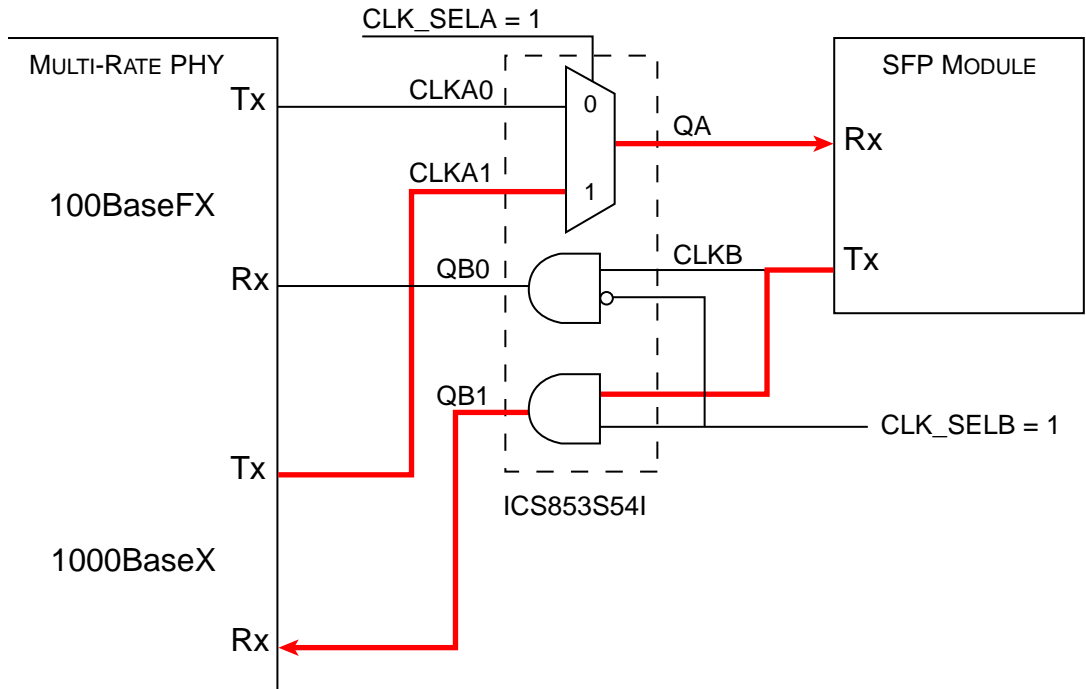 CLK_SELA = 1
MULTI-RATE PHY
SFP MODULE
Tx
CLKA0
0
QA
Rx
CLKA1
1
100BaseFX
Rx
QB0
CLKB
Tx
QB1
CLK_SELB = 1
Tx
ICS853S54I
1000BaseX
Rx